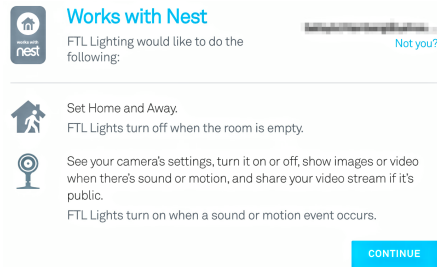 Works with Nest
FTL Lighting would like to do the
following:
works with
nest
Not you?
Set Home and Away.
FTL Lights turn off when the room is empty.
See your camera's settings, turn it on or off, show images or video
when there's sound or motion, and share your video stream if it's
public.
FTL Lights turn on when a sound or motion event occurs.
CONTINUE